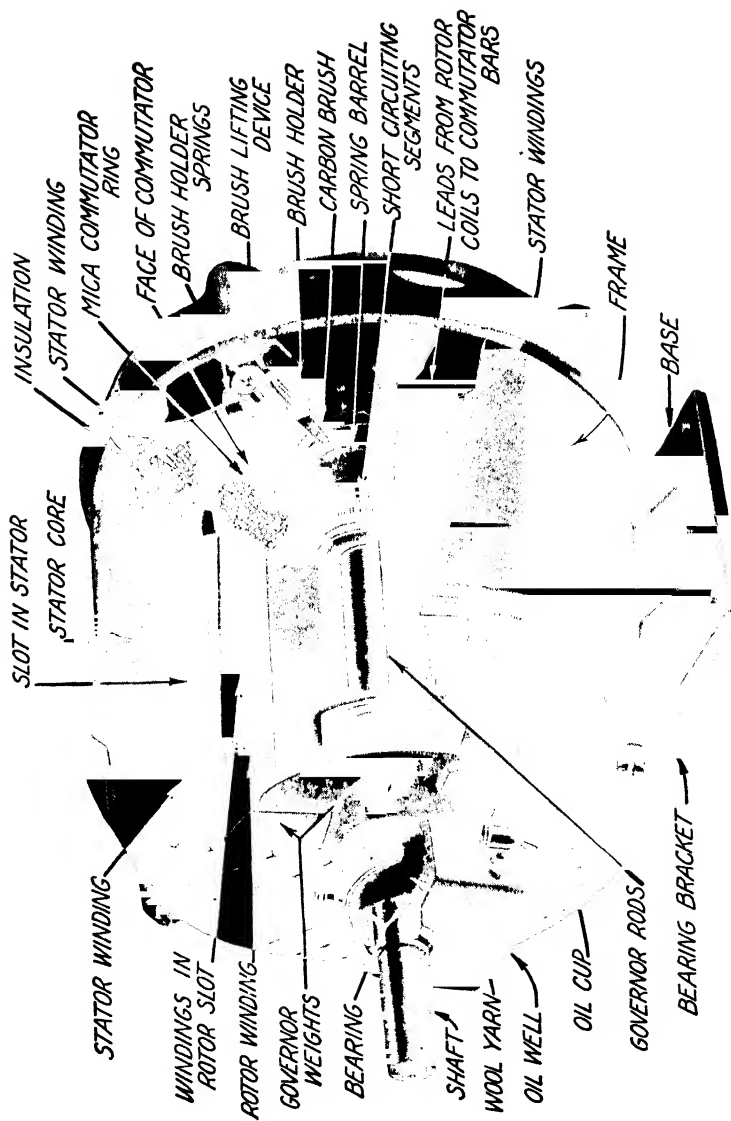 SLOT IN STATOR
STATOR CORE
INSULATION
STATOR WINDING
MICA COMMUTATOR
RING
FACE OF COMMUTATOR
BRUSH HOLDER
SPRINGS
BRUSH LIFTING
DEVICE
BRUSH HOLDER
CARBON BRUSH
SPRING BARREL
SHORT CIRCUITING
SEGMENTS
LEADS FROM ROTOR
COILS TO COMMUTATOR
BARS
STATOR WINDINGS
FRAME
BASE
STATOR WINDING
WINDINGS IN
ROTOR SLOT
ROTOR WINDING
GOVERNOR
WEIGHTS
BEARING
SHAFT
WOOL YARN
OIL WELL
OIL CUP
GOVERNOR RODS
BEARING BRACKET